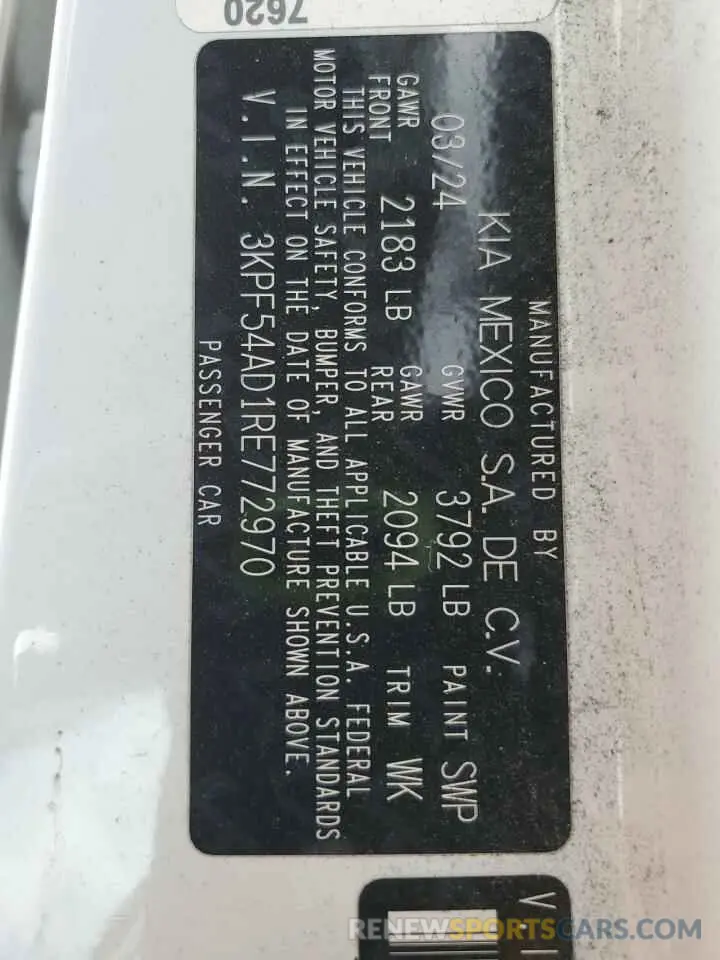 7620
MANUFACTURED BY
KIA MEXICO S.A. DE C.V.
03/24 GVWR 3792 LB PAINT SWP
GAWR FRONT 2183 LB GAWR REAR 2094 LB TRIM WK
THIS VEHICLE CONFORMS TO ALL APPLICABLE U.S.A. FEDERAL
MOTOR VEHICLE SAFETY, BUMPER, AND THEFT PREVENTION STANDARDS
IN EFFECT ON THE DATE OF MANUFACTURE SHOWN ABOVE.
V.I.N. 3KPF54AD1RE772970
PASSENGER CAR
RENEWSPORTSCARS.COM